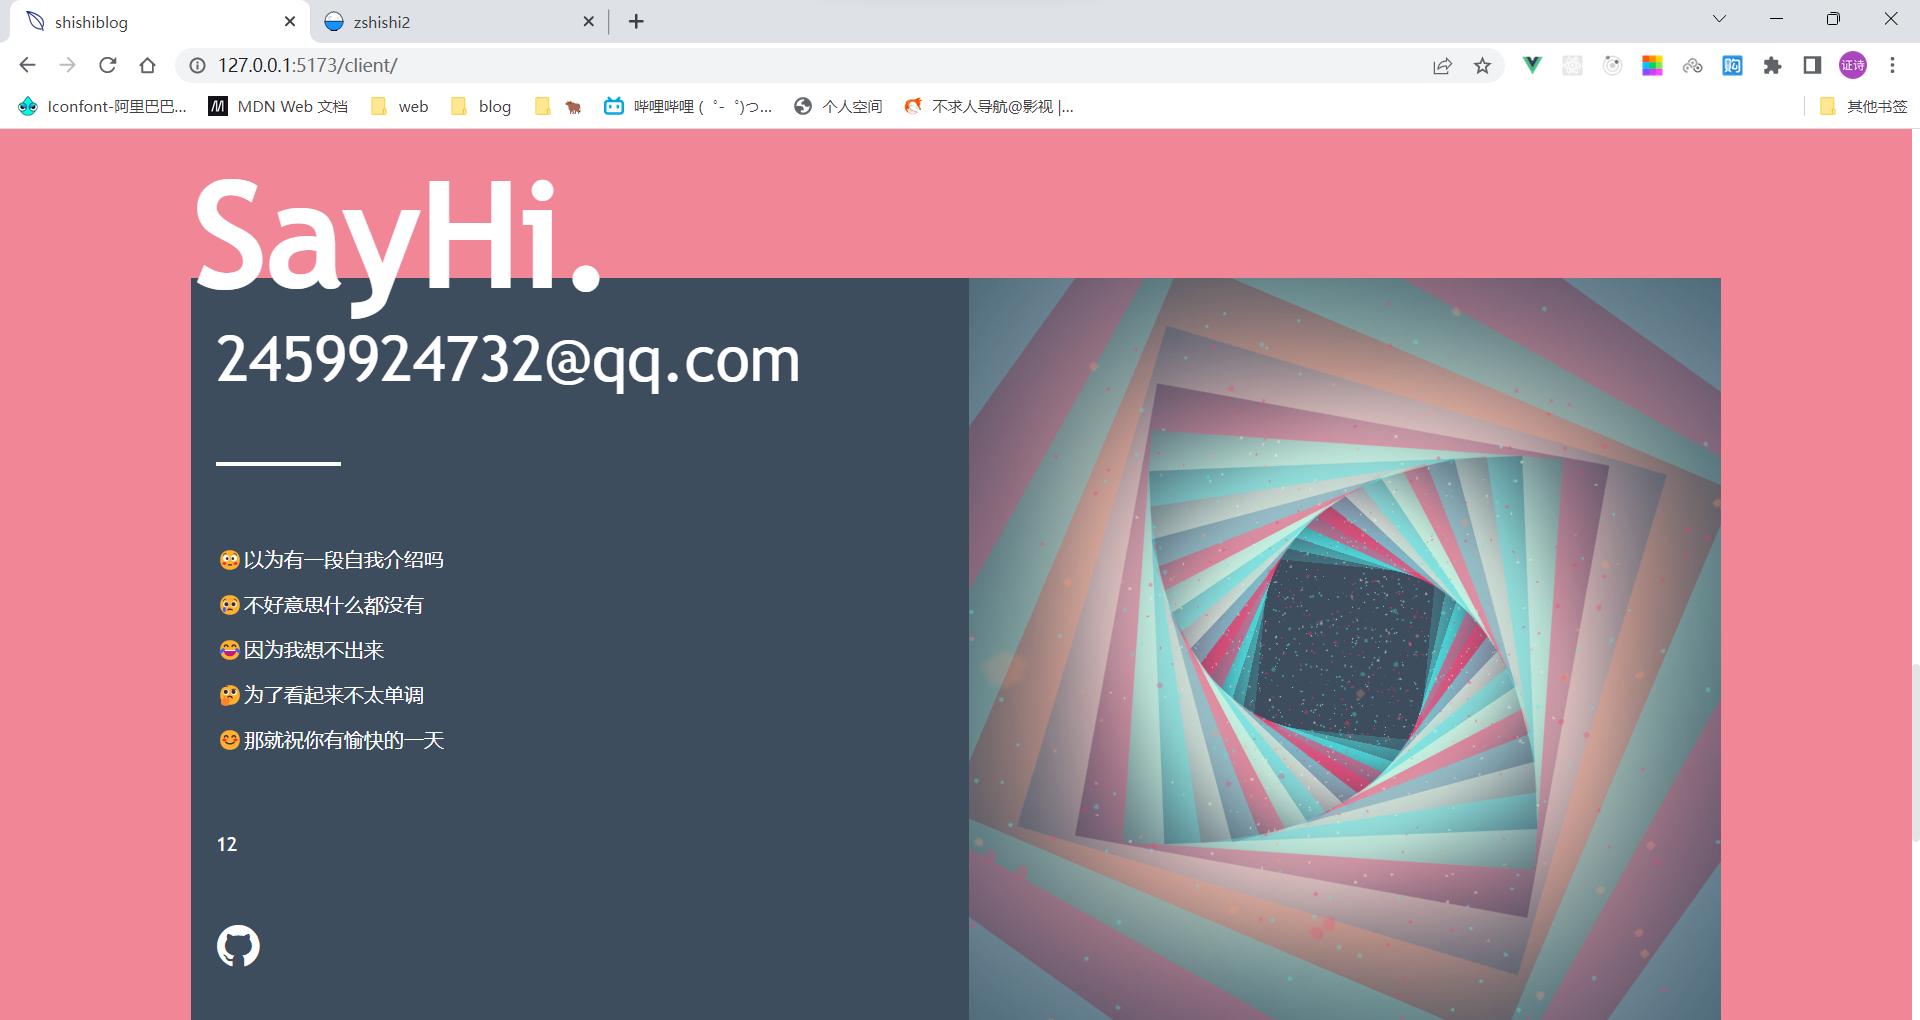 shishiblog
zshishi2
127.0.0.1:5173/client/
证诗
Iconfont-阿里巴巴...
MDN Web 文档
web
blog
哔哩哔哩 (゜-゜)つ...
个人空间
不求人导航@影视 |...
其他书签
SayHi.
2459924732@qq.com
😳以为有一段自我介绍吗
😢不好意思什么都没有
😂因为我想不出来
🤔为了看起来不太单调
😊那就祝你有愉快的一天
12